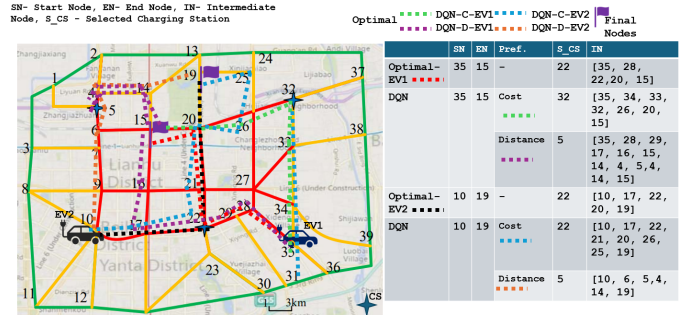 SN- Start Node, EN- End Node, IN- Intermediate
Node, S_CS - Selected Charging Station
Optimal
DQN-C-EV1
DQN-C-EV2
DQN-D-EV1
DQN-D-EV2
Final
Nodes
1
2
13
24
37
19
25
32
14
5
15
20
26
6
38
33
3
8
9
16
21
27
EV2
10
17
22
29
28
34
EV1
35
39
11
12
23
30
31
36
3km
CS
Lianhu
District
Yanta District
(Under Construction)
Lijiabao
Zhangjiaxiang
Zhangjiazhuang
SN EN Pref. S_CS IN
Optimal-
EV1
35 15 – 22 [35, 28,
22,20, 15]
DQN 35 15 Cost 32 [35, 34, 33,
32, 26, 20,
15]
Distance 5 [35, 28, 29,
17, 16, 15,
14, 4, 5,4,
14, 15]
Optimal-
EV2
10 19 – 22 [10, 17, 22,
20, 19]
DQN 10 19 Cost 22 [10, 17, 22,
21, 20, 26,
25, 19]
Distance 5 [10, 6, 5,4,
14, 19]